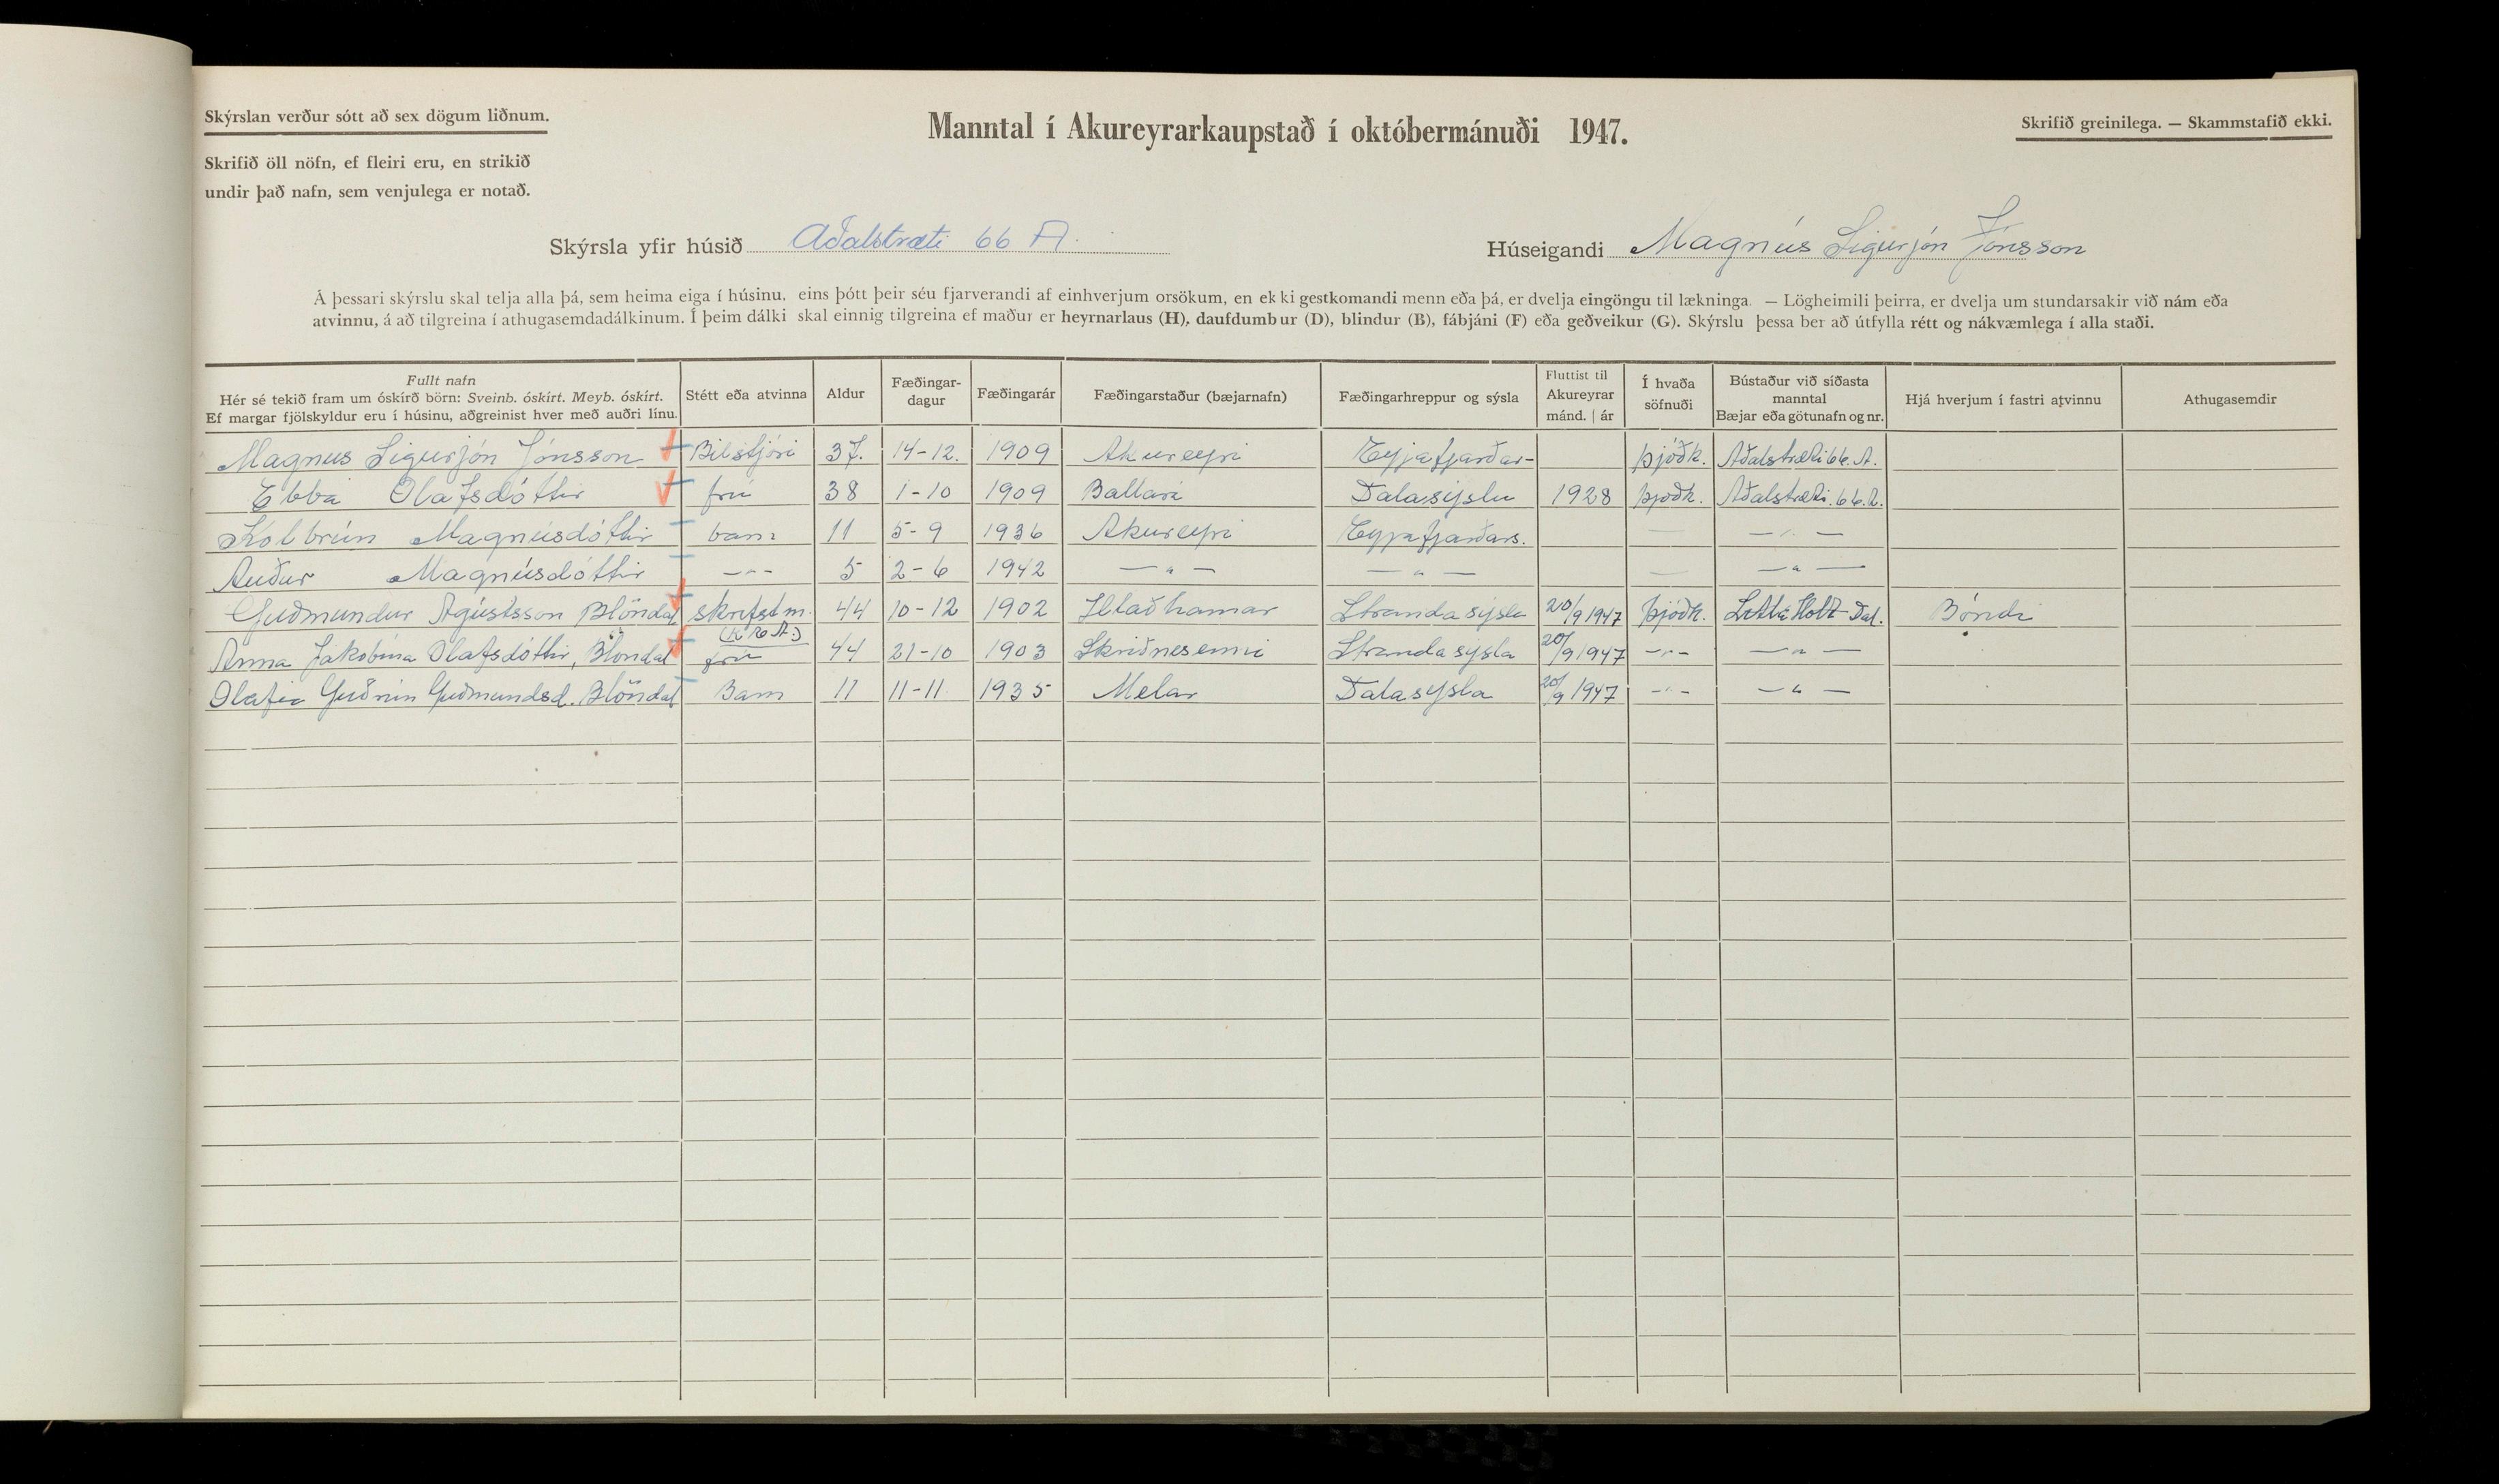 Skýrslan verður sótt að sex dögum liðnum.
Skrifið öll nöfn, ef fleiri eru, en strikið
undir það nafn, sem venjulega er notað.
Manntal í Akureyrarkaupstað í októbermánuði 1947.
Skrifið greinilega. — Skammstafið ekki.
Skýrsla yfir húsið Aðalstræti 66 A. Húseigandi Magnús Sigurjón Jónsson
Á þessari skýrslu skal telja alla þá, sem heima eiga í húsinu, eins þótt þeir séu fjarverandi af einhverjum orsökum, en ekki gestkomandi menn eða þá, er dvelja eingöngu til lækninga. — Lögheimili þeirra, er dvelja um stundarsakir við nám eða
atvinnu, á að tilgreina í athugasemdadálkinum. Í þeim dálki skal einnig tilgreina ef maður er heyrnarlaus (H), daufdumbur (D), blindur (B), fábjáni (F) eða geðveikur (G). Skýrslu þessa ber að útfylla rétt og nákvæmlega í alla staði.
Fullt nafn
Hér sé tekið fram um óskírð börn: Sveinb. óskírt. Meyb. óskírt.
Ef margar fjölskyldur eru í húsinu, aðgreinist hver með auðri línu.
Stétt eða atvinna
Aldur
Fæðingar-
dagur
Fæðingarár
Fæðingarstaður (bæjarnafn)
Fæðingarhreppur og sýsla
Fluttist til
Akureyrar
mánd. | ár
Í hvaða
söfnuði
Bústaður við síðasta
manntal
Bæjar eða götunafn og nr.
Hjá hverjum í fastri atvinnu
Athugasemdir
Magnus Sigurjón Jónsson Bílstjóri 37. 14-12. 1909 Akureyri Eyjafjarðar- Þjóðk. Aðalstræti 66. A.
Ebba Olafsdóttir frú 38 1-10 1909 Ballará Dalasýslu 1928 Þjóðk. Aðalstræti. 66. A.
Kolbrún Magnúsdóttir barn 11 5-9 1936 Akureyri Eyjafjarðars. — — " —
Auður Magnúsdóttir —"— 5 2-6 1942 — " — — " — — — " —
Guðmundur Ágústsson Blöndal skrifstm. 44 10-12 1902 Hlaðhamar Strandasýsla 20/9 1947 Þjóðk. Litla Holt-Dal. Bóndi
(K.E.A.)
Anna Jakobína Olafsdóttir, Blöndal frú 44 21-10 1903 Skriðnesenni Strandasýsla 20/9 1947 —"— — " —
Olafía Guðrún Guðmundsd. Blöndal Barn 11 11-11 1935 Melar Dalasýsla 20/9 1947 —"— — " —